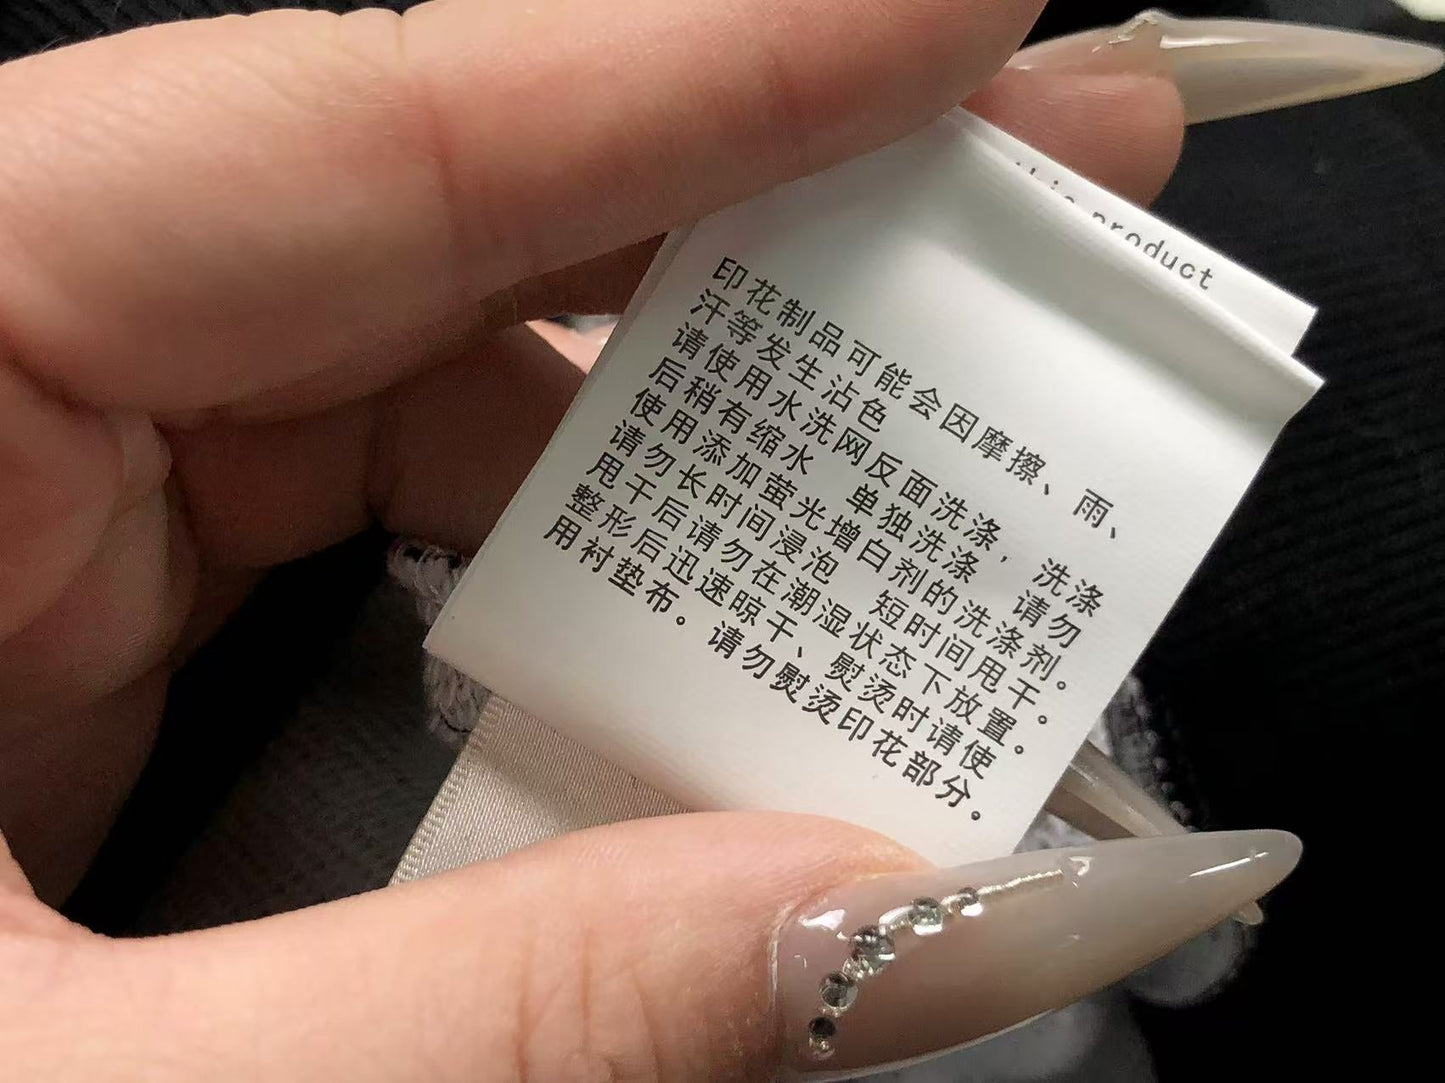 product
印花制品可能会因摩擦、雨、
汗等发生沾色
请使用水洗网反面洗涤，洗涤
后稍有缩水 单独洗涤 请勿
使用添加萤光增白剂的洗涤剂。
请勿长时间浸泡 短时间甩干。
甩干后请勿在潮湿状态下放置。
整形后迅速晾干、熨烫时请使
用衬垫布。请勿熨烫印花部分。